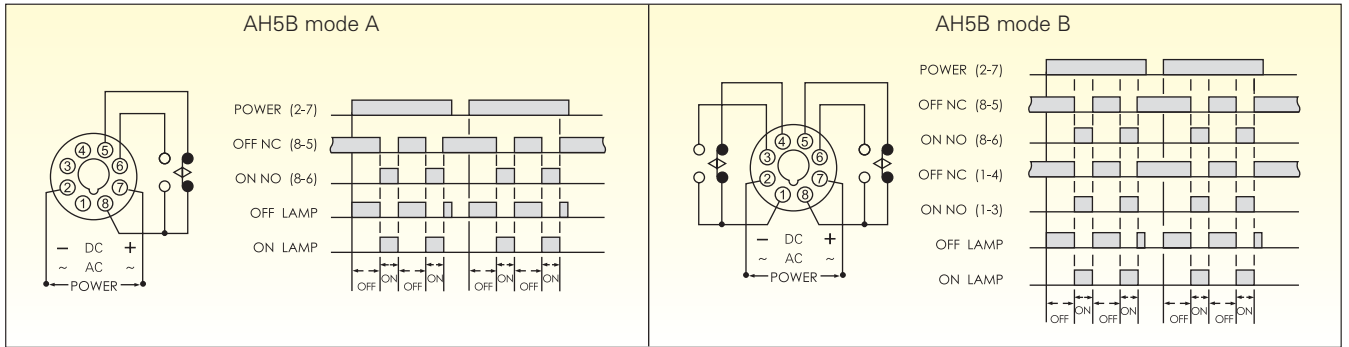 AH5B mode A
POWER (2-7)
OFF NC (8-5)
ON NO (8-6)
OFF LAMP
ON LAMP
OFF ON OFF ON OFF ON OFF ON
4 5
3 6
2 7
1 8
− DC +
~ AC ~
POWER
AH5B mode B
4 5
3 6
2 7
1 8
− DC +
~ AC ~
POWER
POWER (2-7)
OFF NC (8-5)
ON NO (8-6)
OFF NC (1-4)
ON NO (1-3)
OFF LAMP
ON LAMP
OFF ON OFF ON OFF ON OFF ON